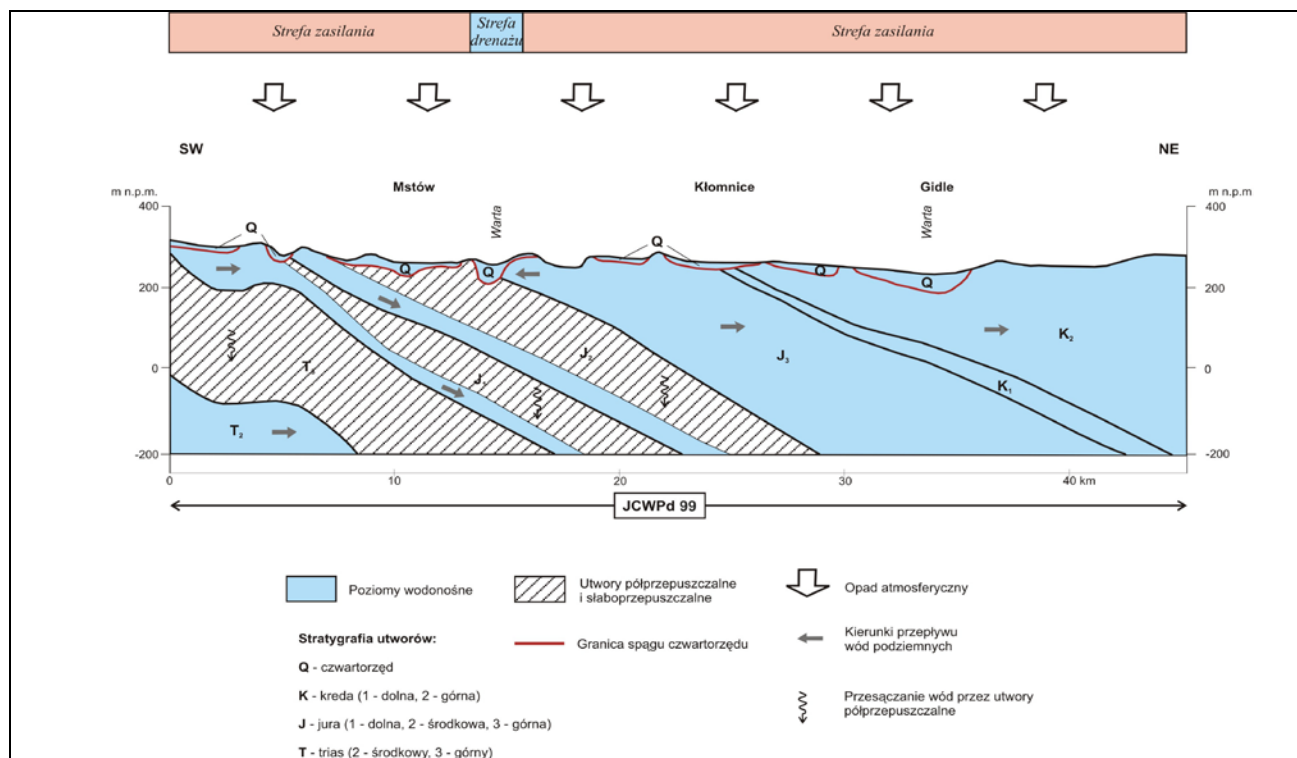 Strefa zasilania
Strefa
drenażu
Strefa zasilania
SW
NE
Mstów
Kłomnice
Gidle
m n.p.m.
m n.p.m
Warta
Warta
400
400
Q
Q
Q
Q
Q
Q
200
200
K₂
J₂
J₃
T₃
J₁
K₁
0
0
T₂
-200
-200
0
10
20
30
40 km
JCWPd 99
Poziomy wodonośne
Utwory półprzepuszczalne
i słaboprzepuszczalne
Opad atmosferyczny
Stratygrafia utworów:
Granica spągu czwartorzędu
Kierunki przepływu
wód podziemnych
Q - czwartorzęd
K - kreda (1 - dolna, 2 - górna)
Przesączanie wód przez utwory
półprzepuszczalne
J - jura (1 - dolna, 2 - środkowa, 3 - górna)
T - trias (2 - środkowy, 3 - górny)